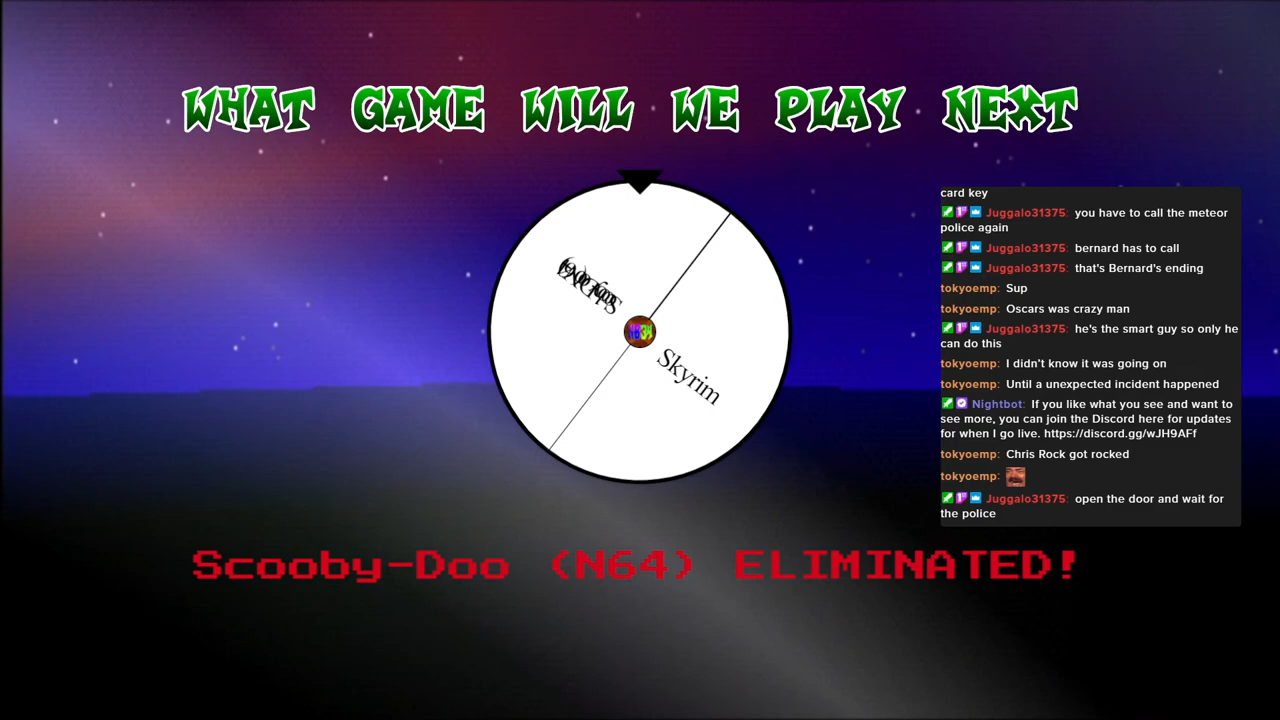 WHAT GAME WILL WE PLAY NEXT
Skyrim
card key
Juggalo31375: you have to call the meteor
police again
Juggalo31375: bernard has to call
Juggalo31375: that's Bernard's ending
tokyoemp: Sup
tokyoemp: Oscars was crazy man
Juggalo31375: he's the smart guy so only he
can do this
tokyoemp: I didn't know it was going on
tokyoemp: Until a unexpected incident happened
Nightbot: If you like what you see and want to
see more, you can join the Discord here for updates
for when I go live. https://discord.gg/wJH9AFf
tokyoemp: Chris Rock got rocked
tokyoemp:
Juggalo31375: open the door and wait for
the police
Scooby-Doo (N64) ELIMINATED!